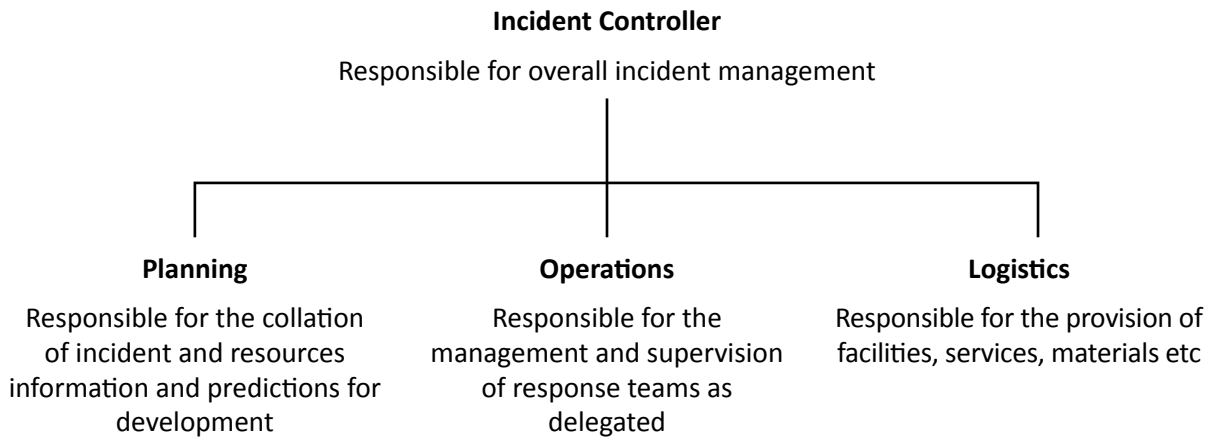 Incident Controller
Responsible for overall incident management
Planning
Responsible for the collation
of incident and resources
information and predictions for
development
Operations
Responsible for the
management and supervision
of response teams as
delegated
Logistics
Responsible for the provision of
facilities, services, materials etc